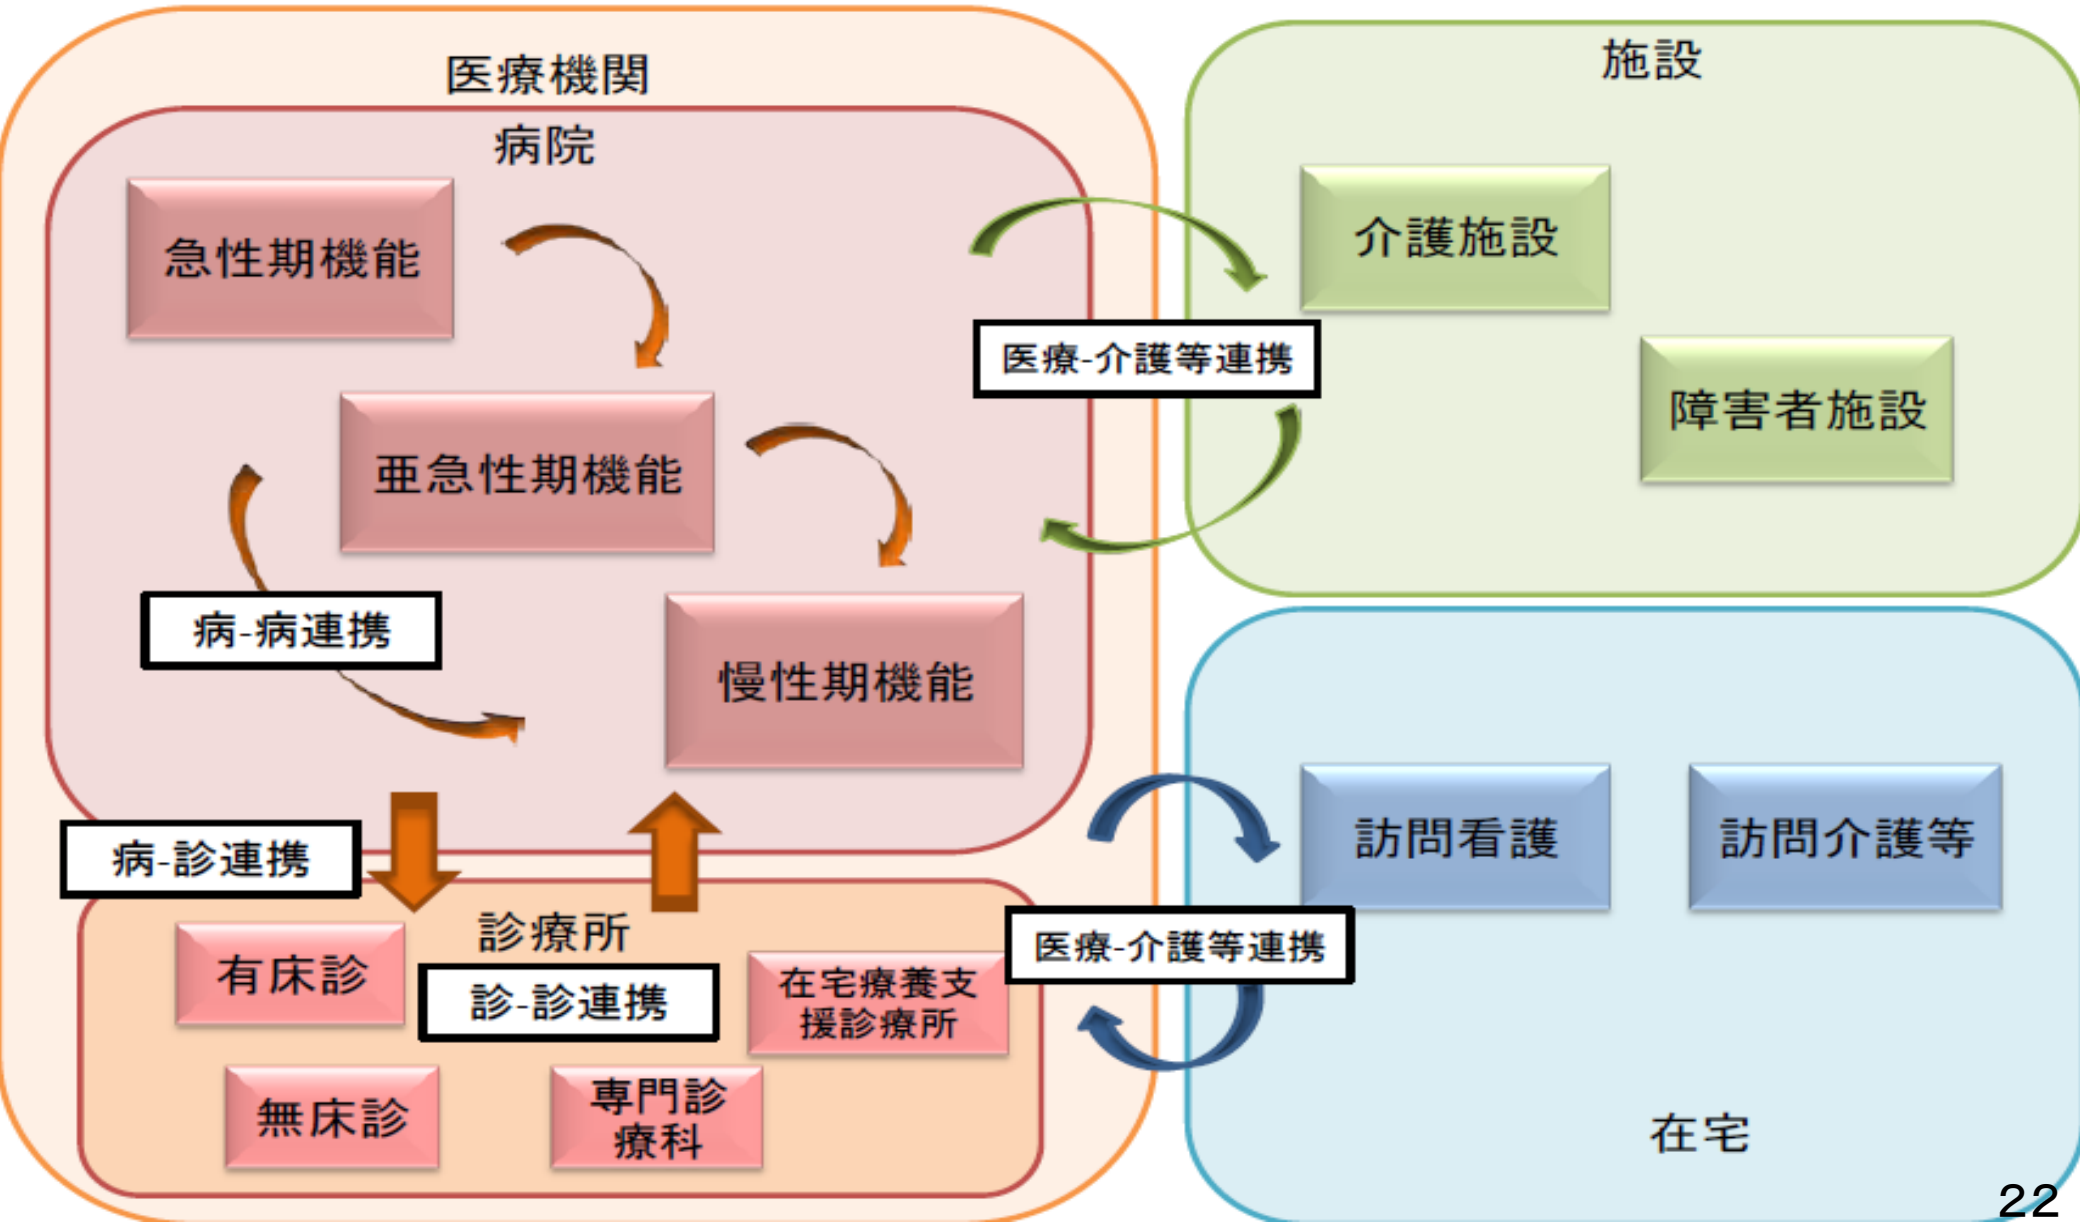 医療機関
病院
急性期機能
亜急性期機能
病-病連携
慢性期機能
病-診連携
診療所
有床診
診-診連携
在宅療養支
援診療所
無床診
専門診
療科
医療-介護等連携
施設
介護施設
障害者施設
医療-介護等連携
訪問看護
訪問介護等
在宅
22